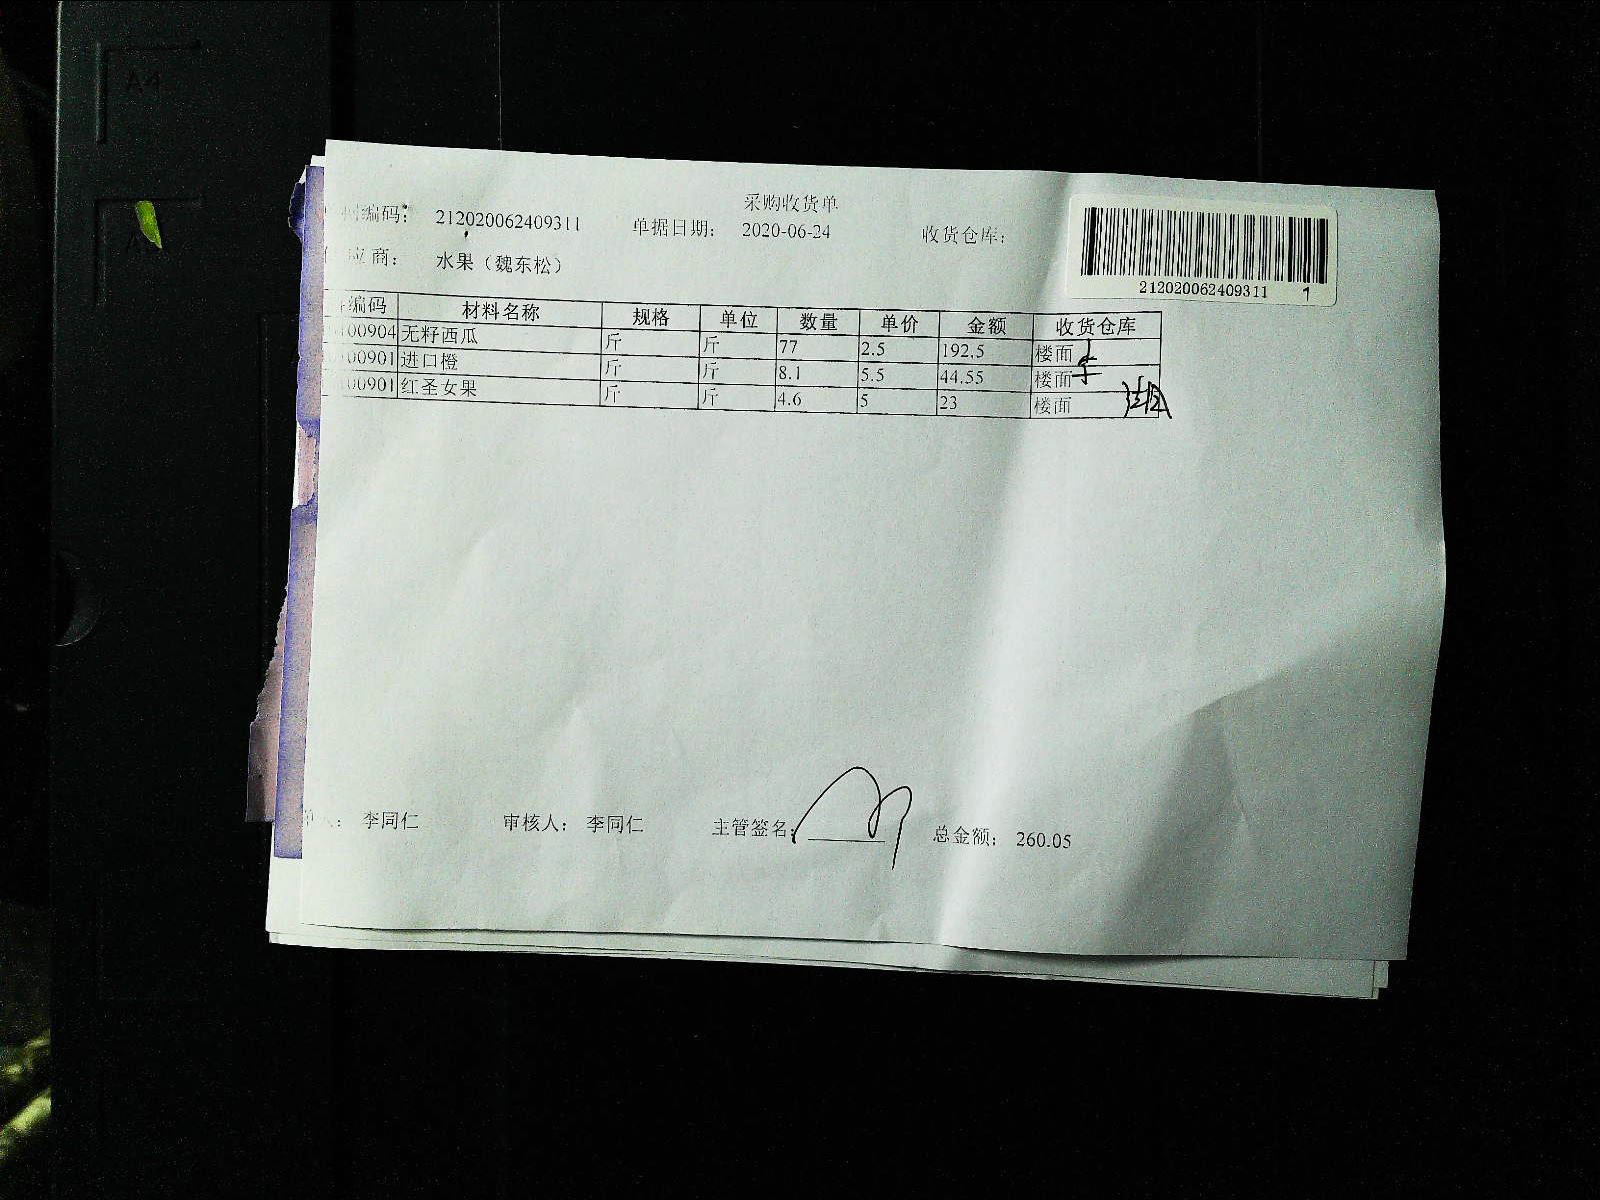 采购收货单
编码: 212020062409311 单据日期: 2020-06-24 收货仓库:
应商: 水果（魏东松）
212020062409311 1
编码 材料名称 规格 单位 数量 单价 金额 收货仓库
100904 无籽西瓜 斤 斤 77 2.5 192.5 楼面
100901 进口橙 斤 斤 8.1 5.5 44.55 楼面
100901 红圣女果 斤 斤 4.6 5 23 楼面
人: 李同仁 审核人: 李同仁 主管签名: 总金额: 260.05
A4